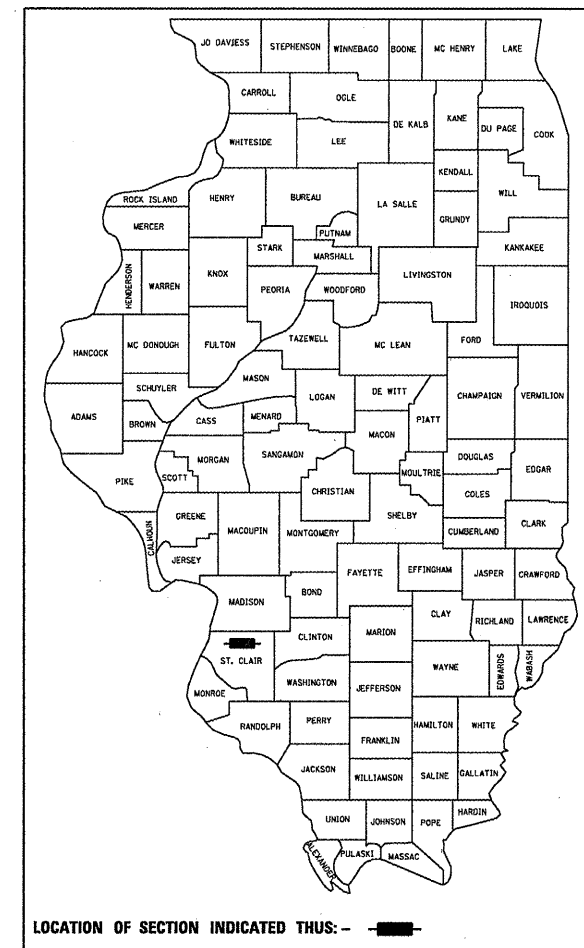 JO DAVIESS STEPHENSON WINNEBAGO BOONE MC HENRY LAKE
CARROLL OGLE DE KALB KANE DU PAGE COOK
WHITESIDE LEE KENDALL WILL
ROCK ISLAND HENRY BUREAU LA SALLE GRUNDY
MERCER PUTNAM KANKAKEE
STARK MARSHALL LIVINGSTON
HENDERSON WARREN KNOX PEORIA WOODFORD IROQUOIS
HANCOCK MC DONOUGH FULTON TAZEWELL MC LEAN FORD
SCHUYLER MASON LOGAN DE WITT CHAMPAIGN VERMILION
ADAMS BROWN CASS MENARD MACON PIATT
PIKE SCOTT MORGAN SANGAMON MOULTRIE DOUGLAS EDGAR
CHRISTIAN COLES
GREENE MACOUPIN MONTGOMERY SHELBY CUMBERLAND CLARK
CALHOUN JERSEY
MADISON BOND FAYETTE EFFINGHAM JASPER CRAWFORD
CLAY RICHLAND LAWRENCE
CLINTON MARION
ST. CLAIR WAYNE EDWARDS WABASH
MONROE WASHINGTON JEFFERSON
RANDOLPH PERRY HAMILTON WHITE
FRANKLIN
JACKSON WILLIAMSON SALINE GALLATIN
UNION JOHNSON POPE HARDIN
ALEXANDER PULASKI MASSAC
LOCATION OF SECTION INDICATED THUS: -